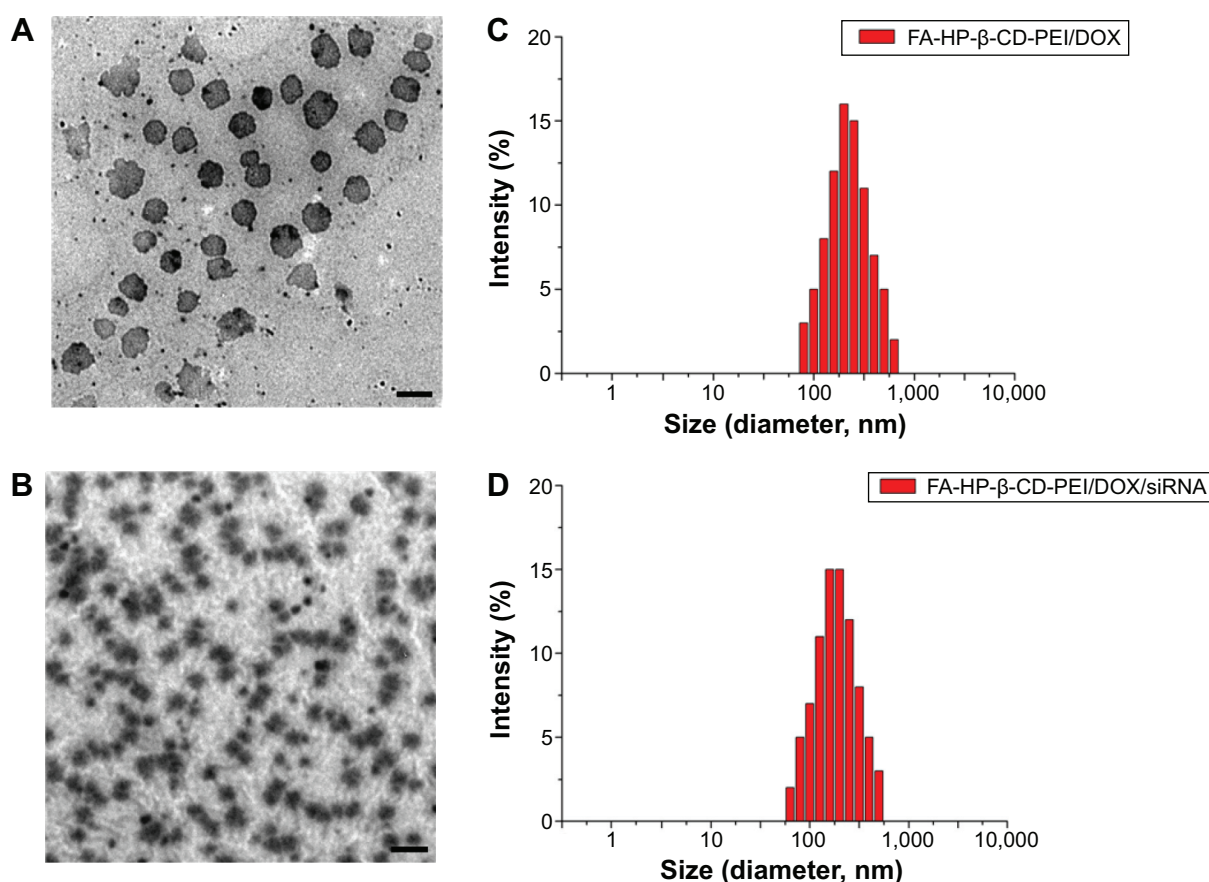 A
B
C
FA-HP-β-CD-PEI/DOX
20
15
10
5
0
Intensity (%)
1 10 100 1,000 10,000
Size (diameter, nm)
D
FA-HP-β-CD-PEI/DOX/siRNA
20
15
10
5
0
Intensity (%)
1 10 100 1,000 10,000
Size (diameter, nm)